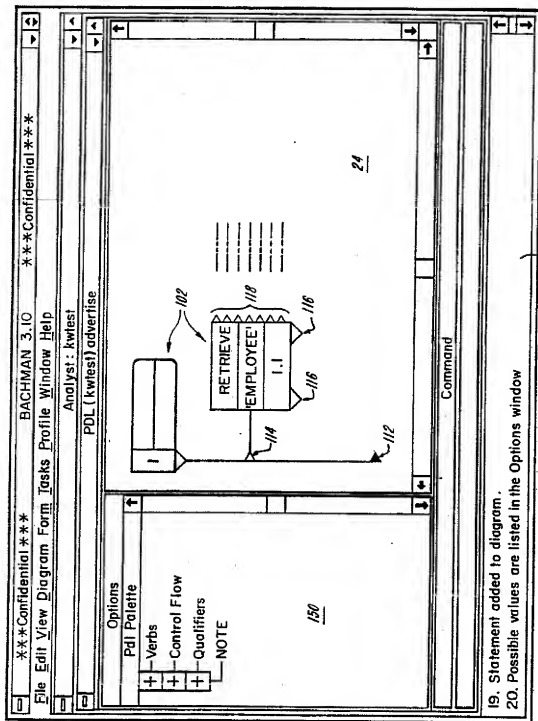 ***Confidential*** BACHMAN 3.10 ***Confidential***
File Edit View Diagram Form Tasks Profile Window Help
Analyst: kwtest
PDL (kwtest) advertise
Options
Pdl Palette
+ Verbs
+ Control Flow
+ Qualifiers
NOTE
150
1
102
RETRIEVE
'EMPLOYEE'
1.1
118
114
116
116
112
24
Command
19. Statement added to diagram.
20. Possible values are listed in the Options window